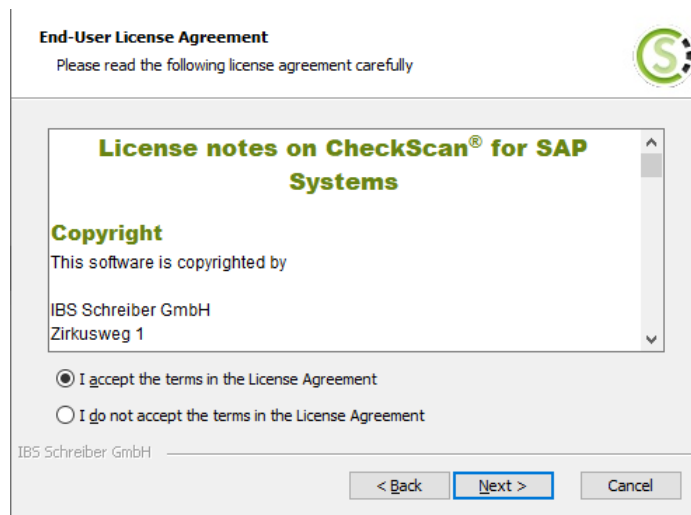 End-User License Agreement
Please read the following license agreement carefully
License notes on CheckScan® for SAP
Systems
Copyright
This software is copyrighted by
IBS Schreiber GmbH
Zirkusweg 1
I accept the terms in the License Agreement
I do not accept the terms in the License Agreement
IBS Schreiber GmbH
< Back
Next >
Cancel